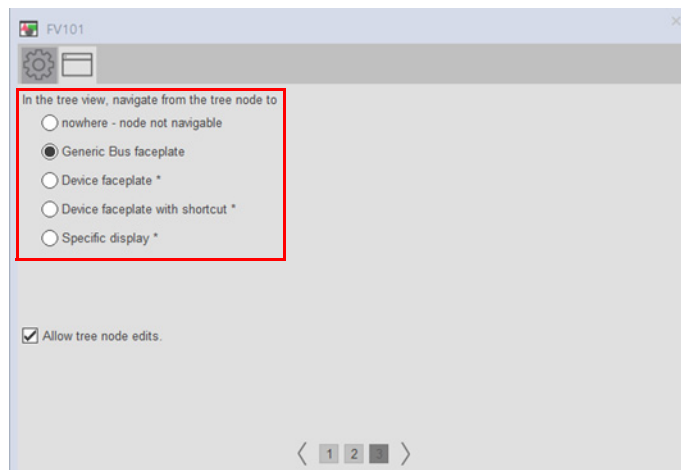 FV101
In the tree view, navigate from the tree node to
nowhere - node not navigable
Generic Bus faceplate
Device faceplate *
Device faceplate with shortcut *
Specific display *
Allow tree node edits.
1 2 3